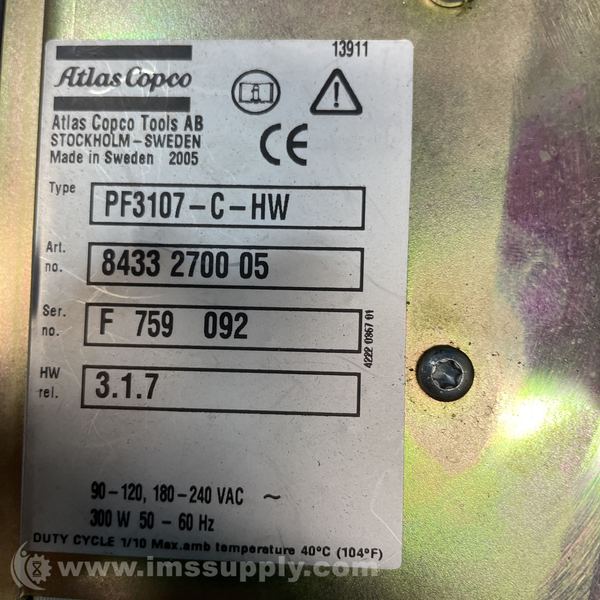 13911
Atlas Copco
Atlas Copco Tools AB
STOCKHOLM-SWEDEN
Made in Sweden 2005
CE
Type PF3107-C-HW
Art. no. 8433 2700 05
Ser. no. F 759 092
4222 0367 01
HW rel. 3.1.7
90-120, 180-240 VAC ~
300 W 50 - 60 Hz
DUTY CYCLE 1/10 Max.amb temperature 40°C (104°F)
www.imssupply.com